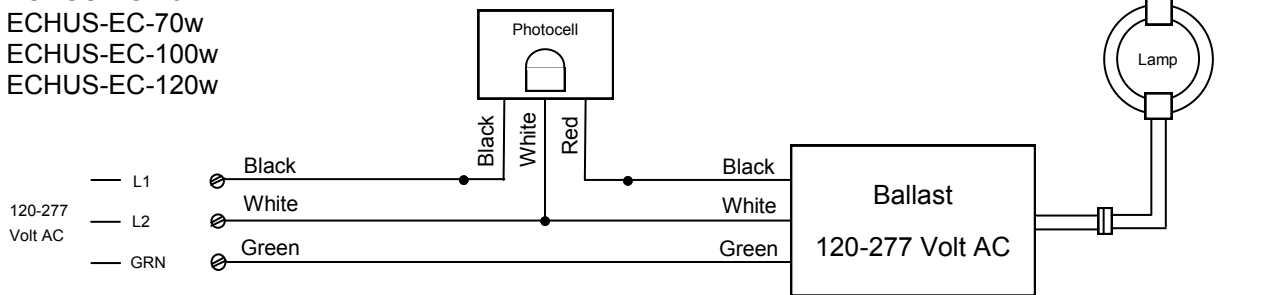 ECHUS-EC-70w
ECHUS-EC-100w
ECHUS-EC-120w
Photocell
Lamp
Black
White
Red
Black
Black
L1
White
White
120-277
Volt AC
L2
Green
Green
GRN
Ballast
120-277 Volt AC